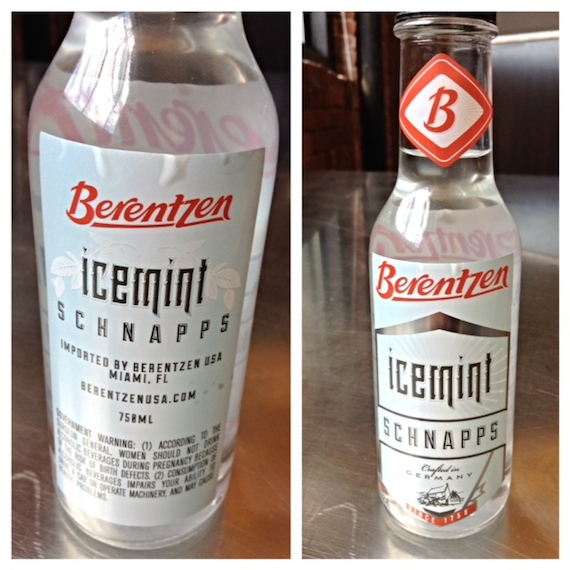 Berentzen
icemint
SCHNAPPS
IMPORTED BY BERENTZEN USA
MIAMI, FL
BERENTZENUSA.COM
750ML
GOVERNMENT WARNING: (1) ACCORDING TO THE
SURGEON GENERAL, WOMEN SHOULD NOT DRINK
ALCOHOLIC BEVERAGES DURING PREGNANCY BECAUSE
OF THE RISK OF BIRTH DEFECTS. (2) CONSUMPTION OF
ALCOHOLIC BEVERAGES IMPAIRS YOUR ABILITY TO
DRIVE A CAR OR OPERATE MACHINERY, AND MAY CAUSE
HEALTH PROBLEMS.
B
Berentzen
icemint
SCHNAPPS
Crafted in
GERMANY
SINCE 1758